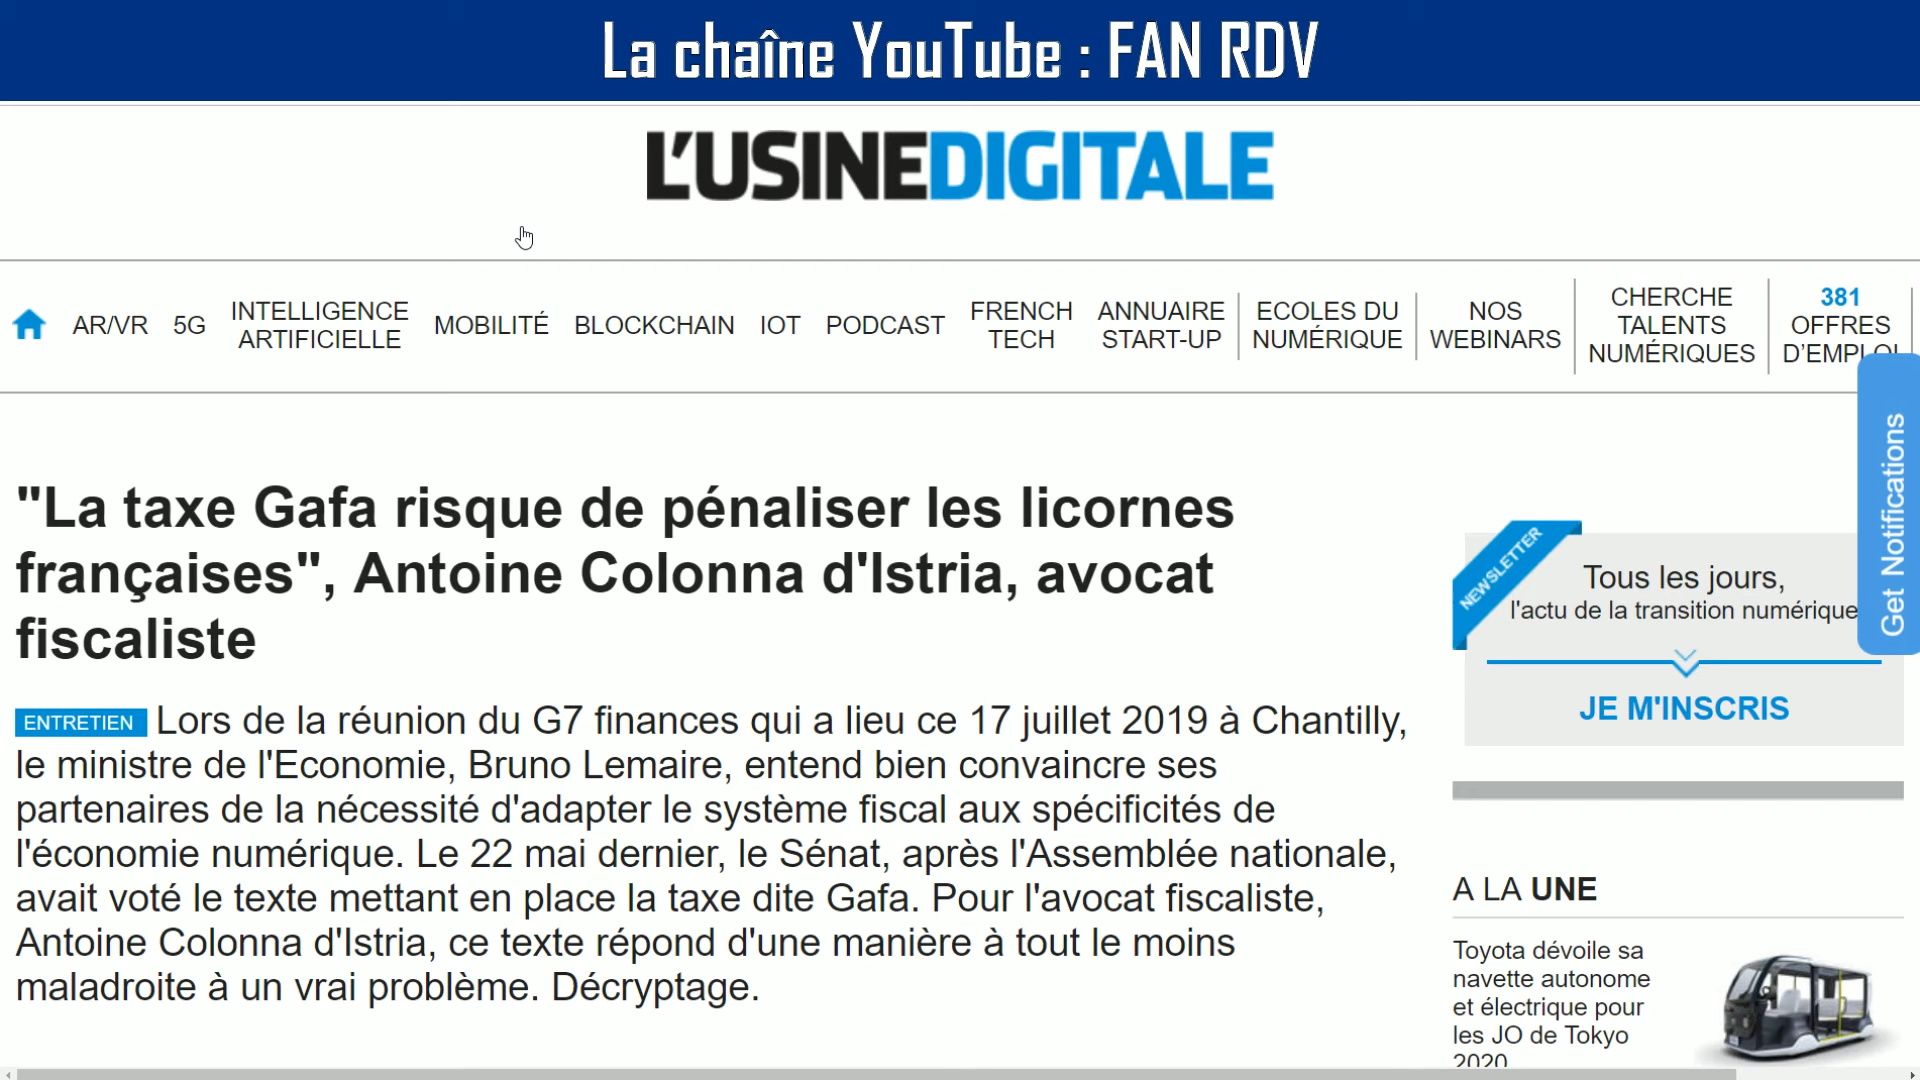 La chaîne YouTube : FAN RDV
L'USINEDIGITALE
AR/VR
5G
INTELLIGENCE
ARTIFICIELLE
MOBILITÉ
BLOCKCHAIN
IOT
PODCAST
FRENCH
TECH
ANNUAIRE
START-UP
ECOLES DU
NUMÉRIQUE
NOS
WEBINARS
CHERCHE
TALENTS
NUMÉRIQUES
381
OFFRES
D'EMPLOI
Get Notifications
"La taxe Gafa risque de pénaliser les licornes
françaises", Antoine Colonna d'Istria, avocat
fiscaliste
ENTRETIEN Lors de la réunion du G7 finances qui a lieu ce 17 juillet 2019 à Chantilly,
le ministre de l'Economie, Bruno Lemaire, entend bien convaincre ses
partenaires de la nécessité d'adapter le système fiscal aux spécificités de
l'économie numérique. Le 22 mai dernier, le Sénat, après l'Assemblée nationale,
avait voté le texte mettant en place la taxe dite Gafa. Pour l'avocat fiscaliste,
Antoine Colonna d'Istria, ce texte répond d'une manière à tout le moins
maladroite à un vrai problème. Décryptage.
NEWSLETTER
Tous les jours,
l'actu de la transition numérique
JE M'INSCRIS
A LA UNE
Toyota dévoile sa
navette autonome
et électrique pour
les JO de Tokyo
2020